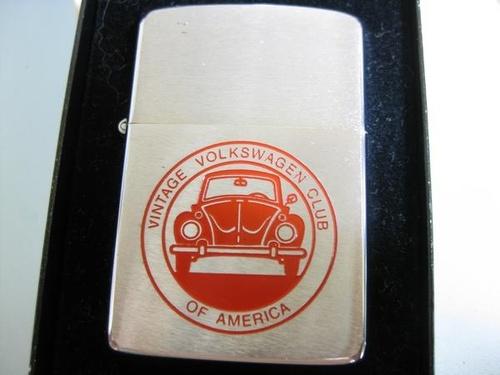 VINTAGE VOLKSWAGEN CLUB
OF AMERICA